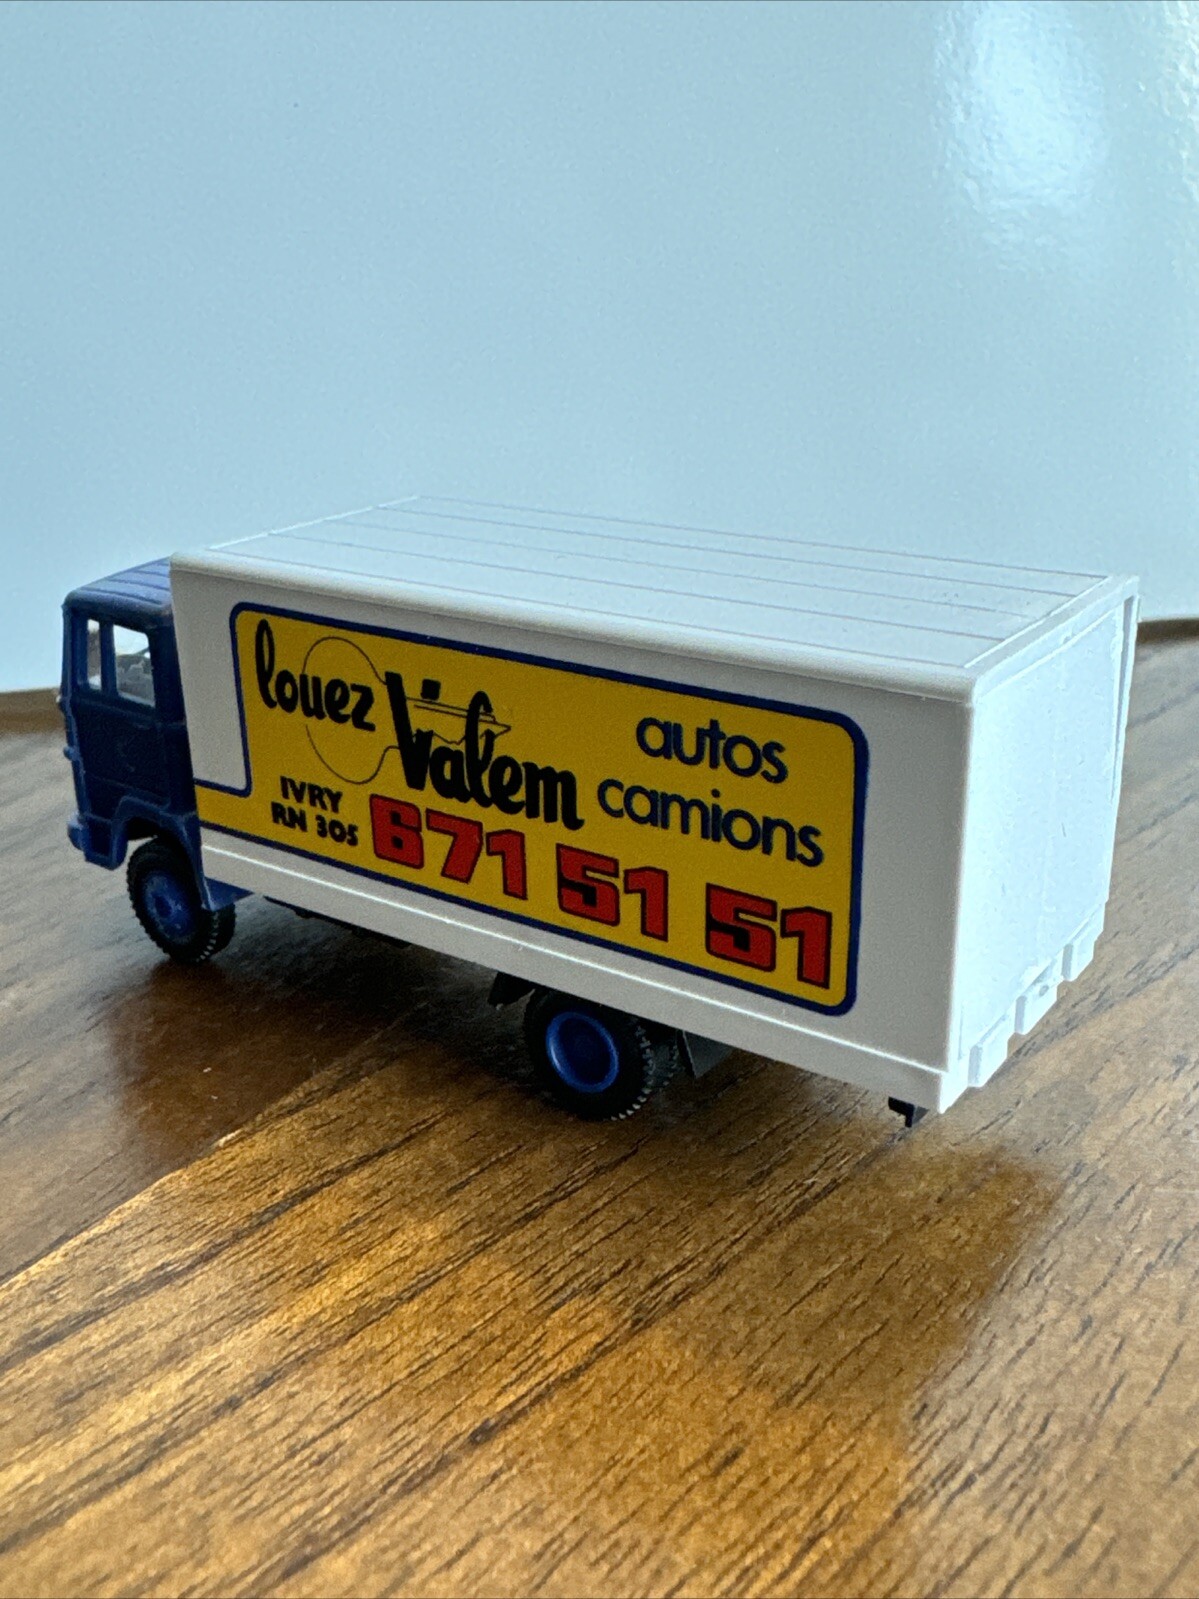 louez Valem
autos
camions
IVRY
RN 305
671 51 51